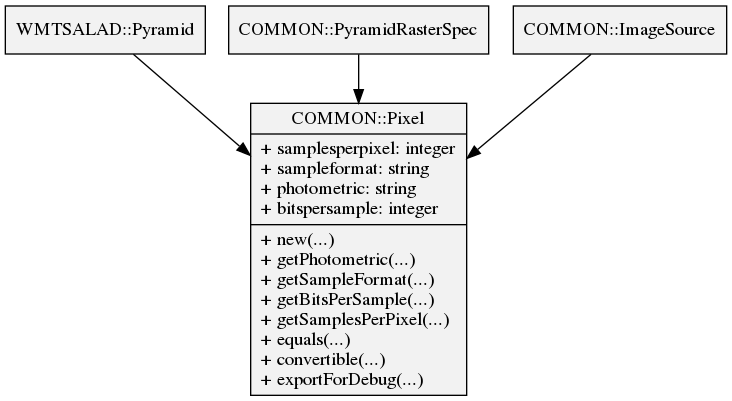 WMTSALAD::Pyramid
COMMON::PyramidRasterSpec
COMMON::ImageSource
COMMON::Pixel
+ samplesperpixel: integer
+ sampleformat: string
+ photometric: string
+ bitspersample: integer
+ new(...)
+ getPhotometric(...)
+ getSampleFormat(...)
+ getBitsPerSample(...)
+ getSamplesPerPixel(...)
+ equals(...)
+ convertible(...)
+ exportForDebug(...)